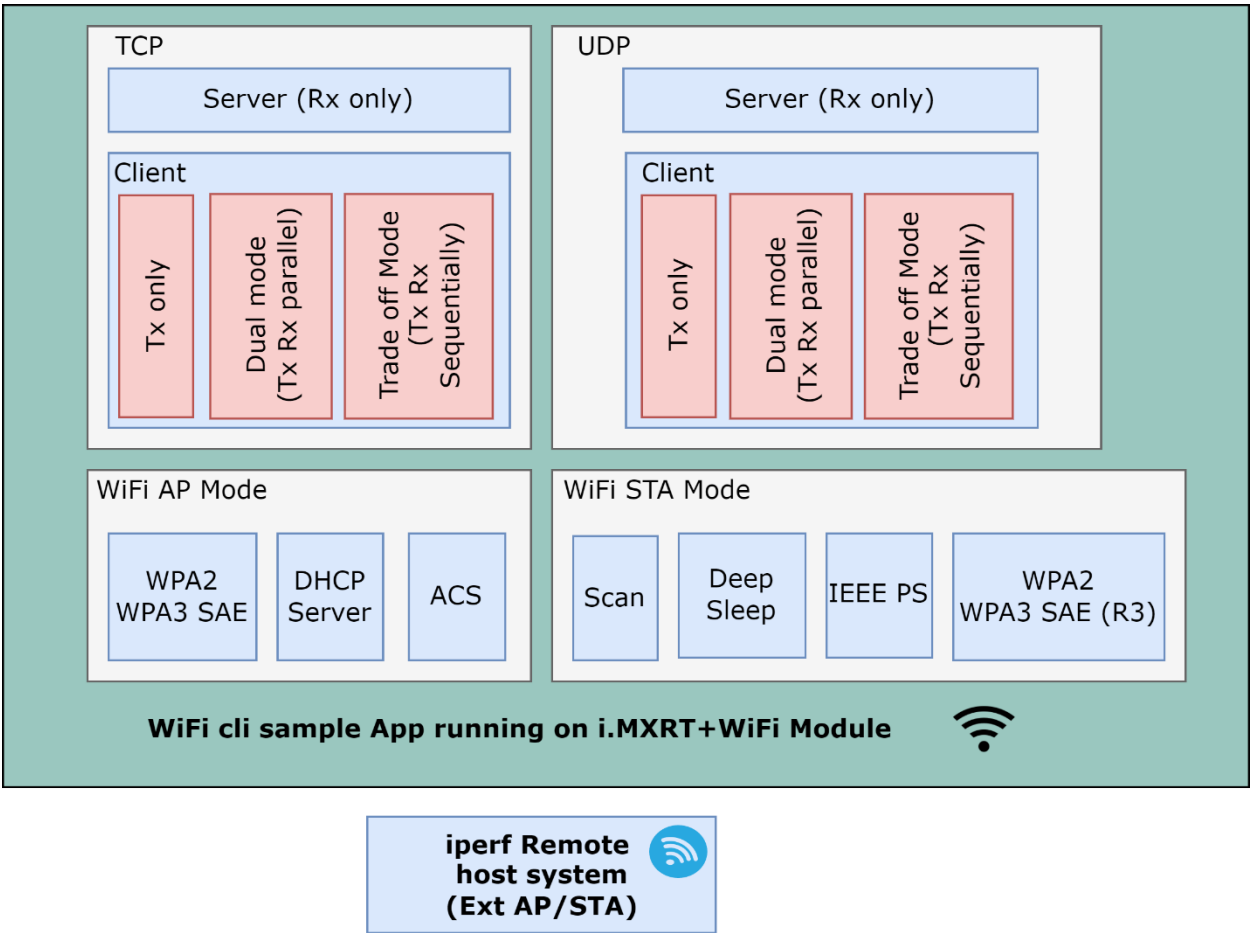 TCP
Server (Rx only)
Client
Tx only
Dual mode
(Tx Rx parallel)
Trade off Mode
(Tx Rx
Sequentially)
UDP
Server (Rx only)
Client
Tx only
Dual mode
(Tx Rx parallel)
Trade off Mode
(Tx Rx
Sequentially)
WiFi AP Mode
WPA2
WPA3 SAE
DHCP
Server
ACS
WiFi STA Mode
Scan
Deep
Sleep
IEEE PS
WPA2
WPA3 SAE (R3)
WiFi cli sample App running on i.MXRT+WiFi Module
iperf Remote
host system
(Ext AP/STA)